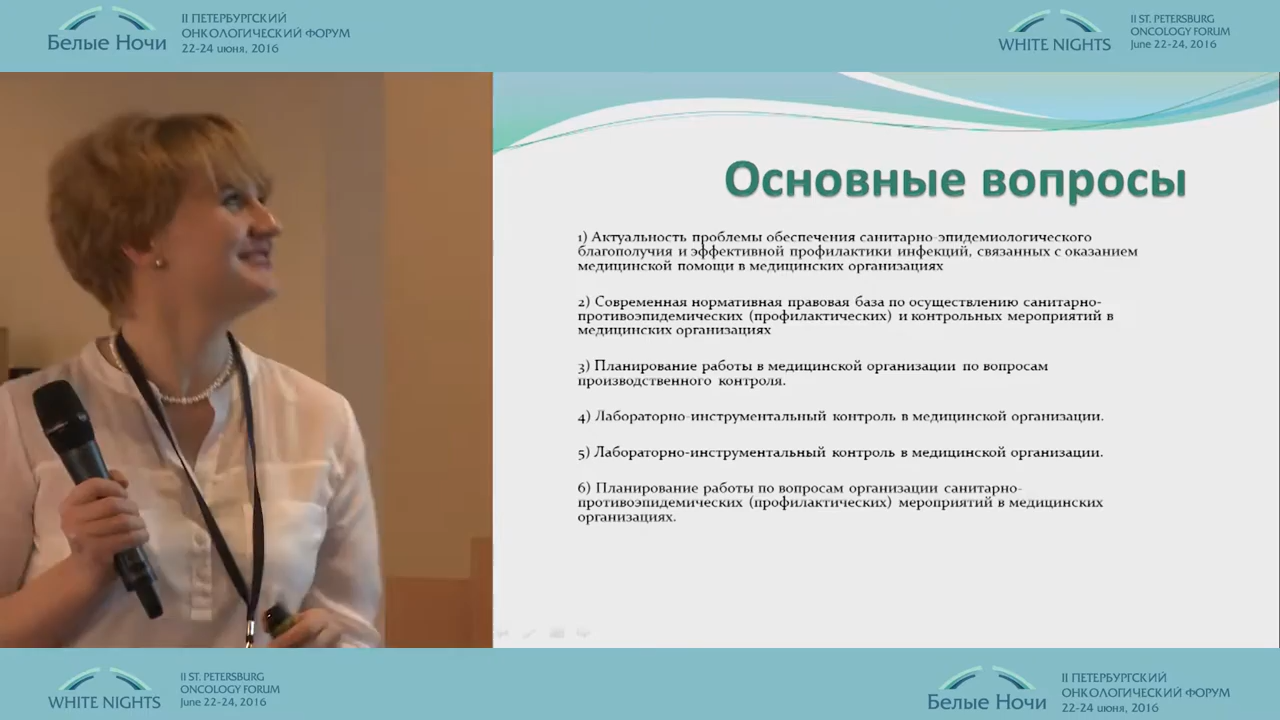 Белые Ночи
II ПЕТЕРБУРГСКИЙ
ОНКОЛОГИЧЕСКИЙ ФОРУМ
22-24 июня, 2016
WHITE NIGHTS
II ST. PETERSBURG
ONCOLOGY FORUM
June 22-24, 2016
Основные вопросы
1) Актуальность проблемы обеспечения санитарно-эпидемиологического
благополучия и эффективной профилактики инфекций, связанных с оказанием
медицинской помощи в медицинских организациях
2) Современная нормативная правовая база по осуществлению санитарно-
противоэпидемических (профилактических) и контрольных мероприятий в
медицинских организациях
3) Планирование работы в медицинской организации по вопросам
производственного контроля.
4) Лабораторно-инструментальный контроль в медицинской организации.
5) Лабораторно-инструментальный контроль в медицинской организации.
6) Планирование работы по вопросам организации санитарно-
противоэпидемических (профилактических) мероприятий в медицинских
организациях.
WHITE NIGHTS
II ST. PETERSBURG
ONCOLOGY FORUM
June 22-24, 2016
Белые Ночи
II ПЕТЕРБУРГСКИЙ
ОНКОЛОГИЧЕСКИЙ ФОРУМ
22-24 июня, 2016